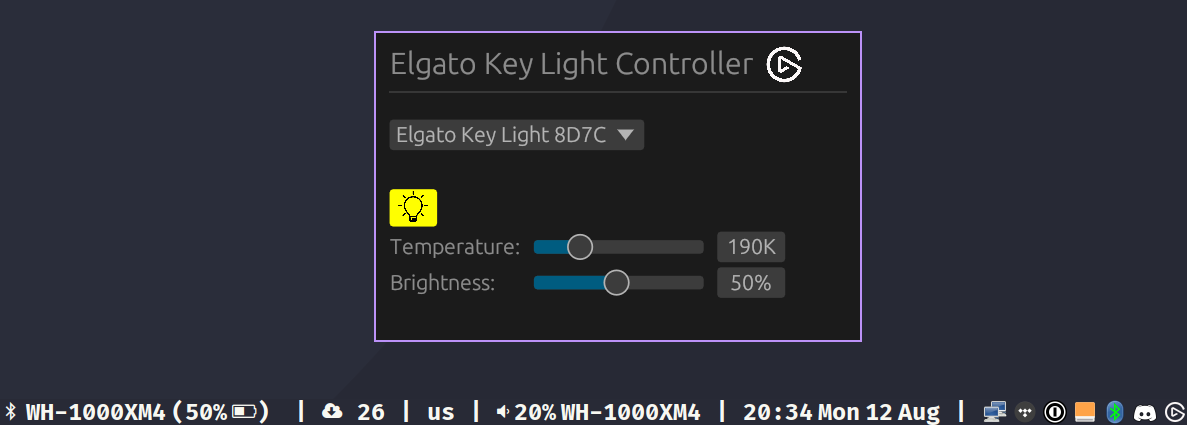 Elgato Key Light Controller
Elgato Key Light 8D7C
Temperature: 190K
Brightness: 50%
WH-1000XM4 (50% ) | 26 | us | 20% WH-1000XM4 | 20:34 Mon 12 Aug |